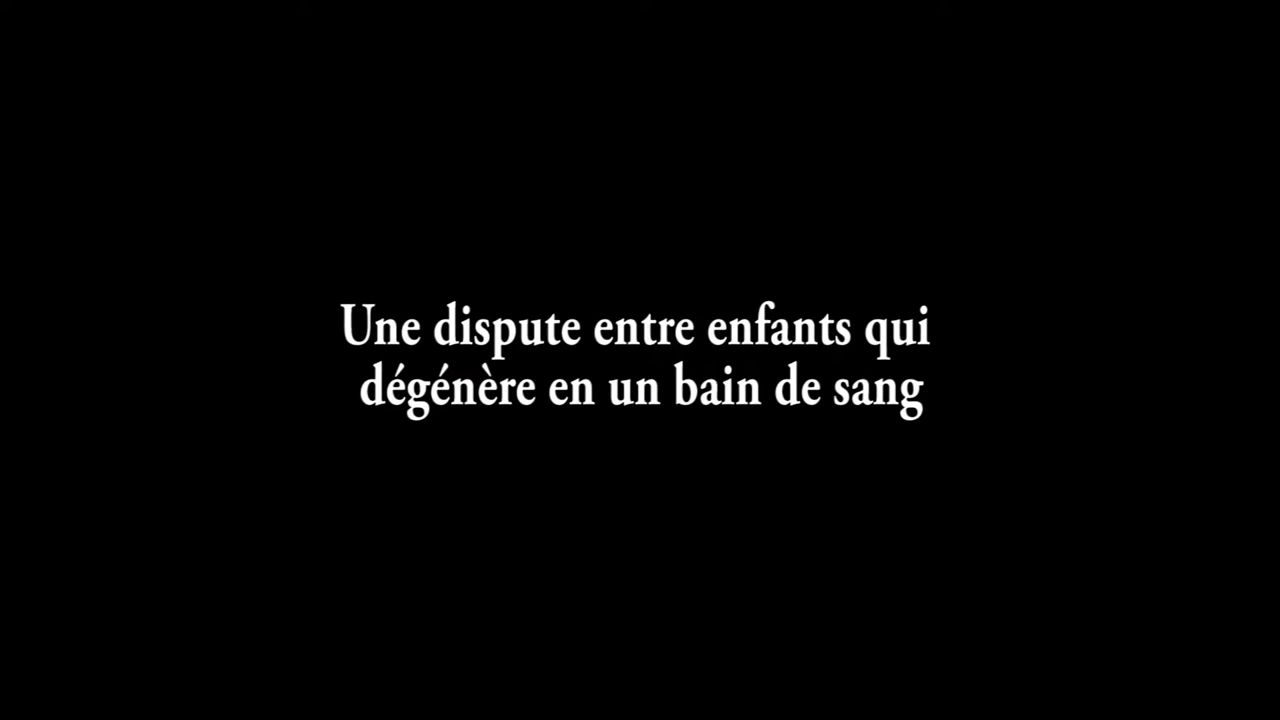 Une dispute entre enfants qui
dégénère en un bain de sang